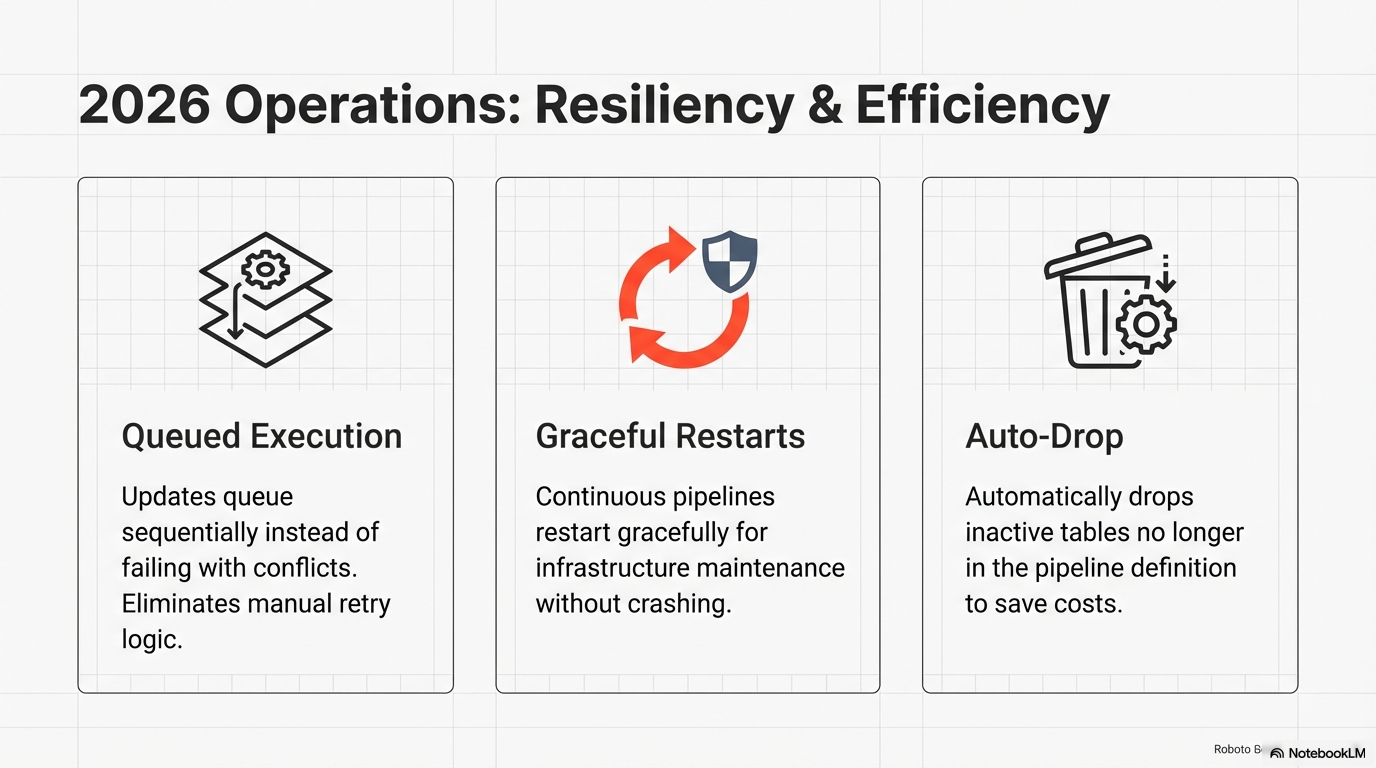 2026 Operations: Resiliency & Efficiency
Queued Execution
Updates queue
sequentially instead of
failing with conflicts.
Eliminates manual retry
logic.
Graceful Restarts
Continuous pipelines
restart gracefully for
infrastructure maintenance
without crashing.
Auto-Drop
Automatically drops
inactive tables no longer
in the pipeline definition
to save costs.
Roboto
NotebookLM